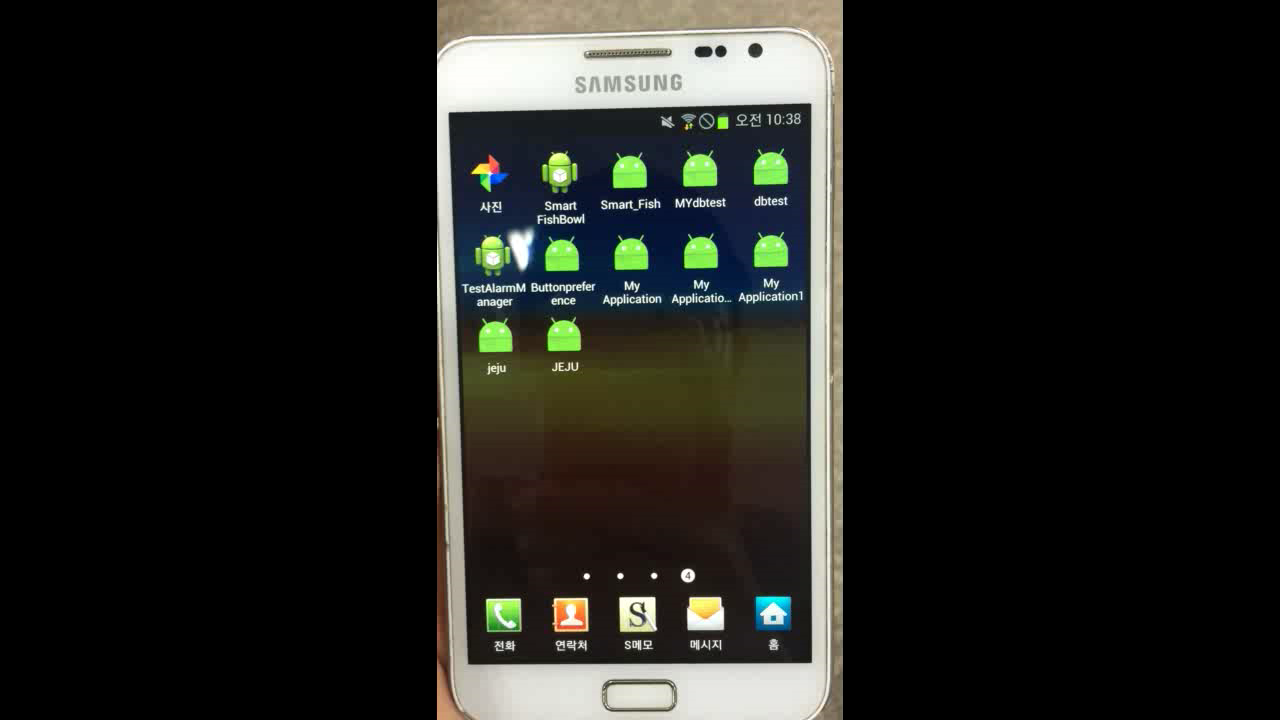 SAMSUNG
오전 10:38
사진
Smart
FishBowl
Smart_Fish
MYdbtest
dbtest
TestAlarmM
anager
Buttonprefer
ence
My
Application
My
Applicatio...
My
Application1
jeju
JEJU
4
전화
연락처
S메모
메시지
홈